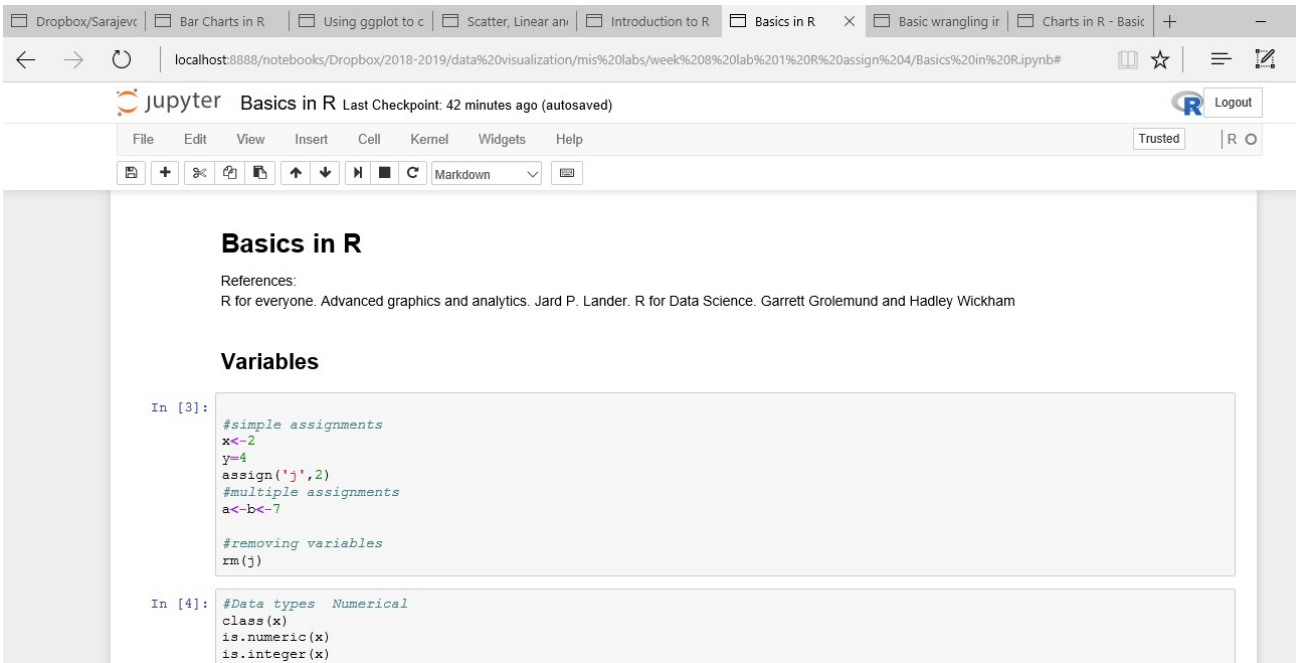 Dropbox/Sarajevc
Bar Charts in R
Using ggplot to c
Scatter, Linear an
Introduction to R
Basics in R
Basic wrangling ir
Charts in R - Basic
localhost:8888/notebooks/Dropbox/2018-2019/data%20visualization/mis%20labs/week%208%20lab%201%20R%20assign%204/Basics%20in%20R.ipynb#
jupyter Basics in R Last Checkpoint: 42 minutes ago (autosaved)
R
Logout
File Edit View Insert Cell Kernel Widgets Help
Trusted
R
Markdown
Basics in R
References:
R for everyone. Advanced graphics and analytics. Jard P. Lander. R for Data Science. Garrett Grolemund and Hadley Wickham
Variables
In [3]:
#simple assignments
x<-2
y=4
assign('j',2)
#multiple assignments
a<-b<-7
#removing variables
rm(j)
In [4]: #Data types  Numerical
class(x)
is.numeric(x)
is.integer(x)